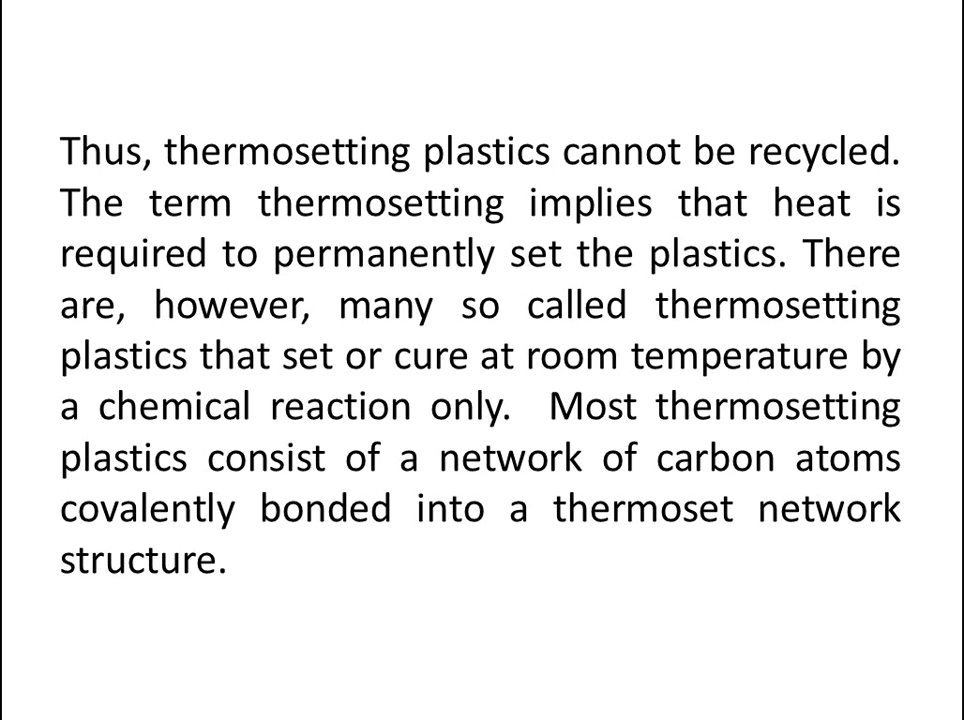 Thus, thermosetting plastics cannot be recycled.
The term thermosetting implies that heat is
required to permanently set the plastics. There
are, however, many so called thermosetting
plastics that set or cure at room temperature by
a chemical reaction only.  Most thermosetting
plastics consist of a network of carbon atoms
covalently bonded into a thermoset network
structure.